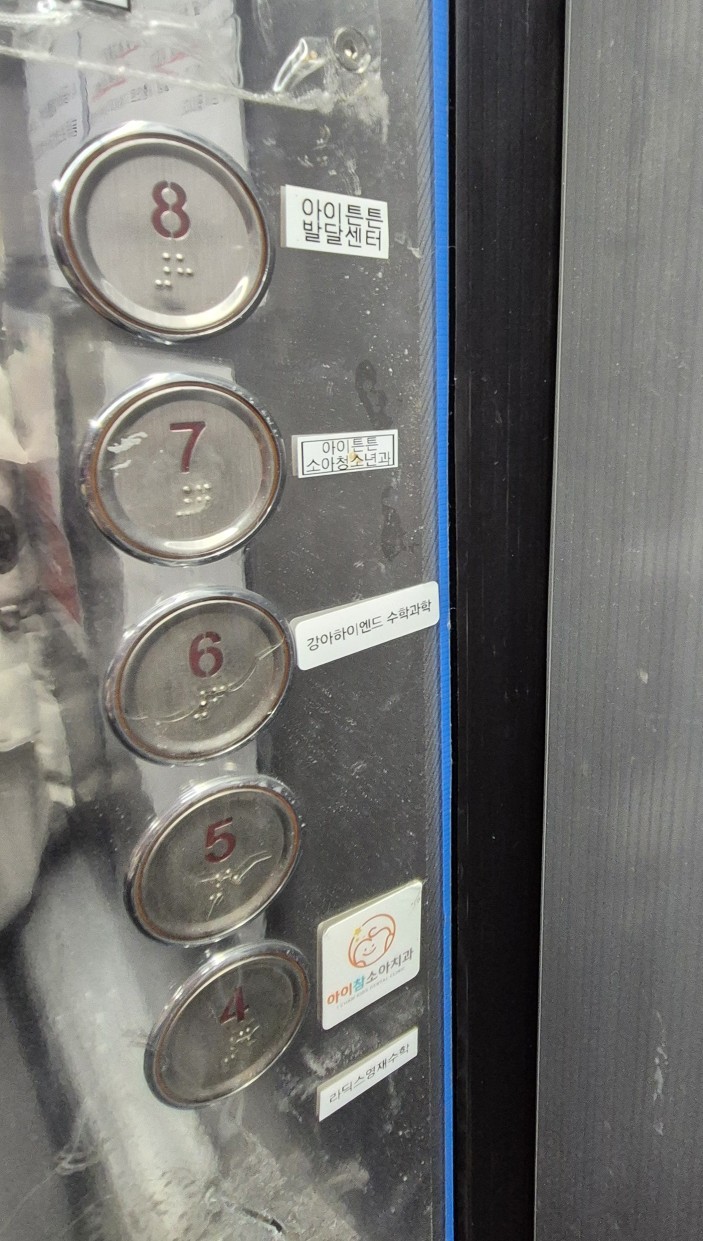 8
아이튼튼
발달센터
7
아이튼튼
소아청소년과
6
강아하이엔드 수학과학
5
아이침소아치과
4
라딕스영재수학